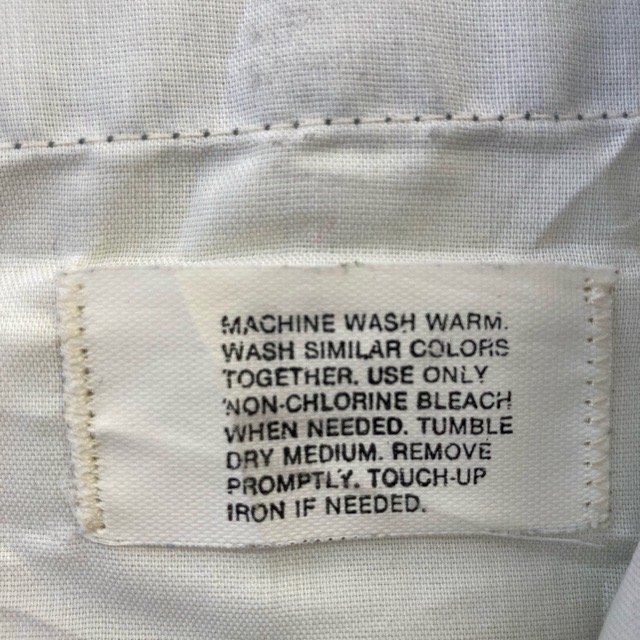 MACHINE WASH WARM.
WASH SIMILAR COLORS
TOGETHER. USE ONLY
NON-CHLORINE BLEACH
WHEN NEEDED. TUMBLE
DRY MEDIUM. REMOVE
PROMPTLY. TOUCH-UP
IRON IF NEEDED.